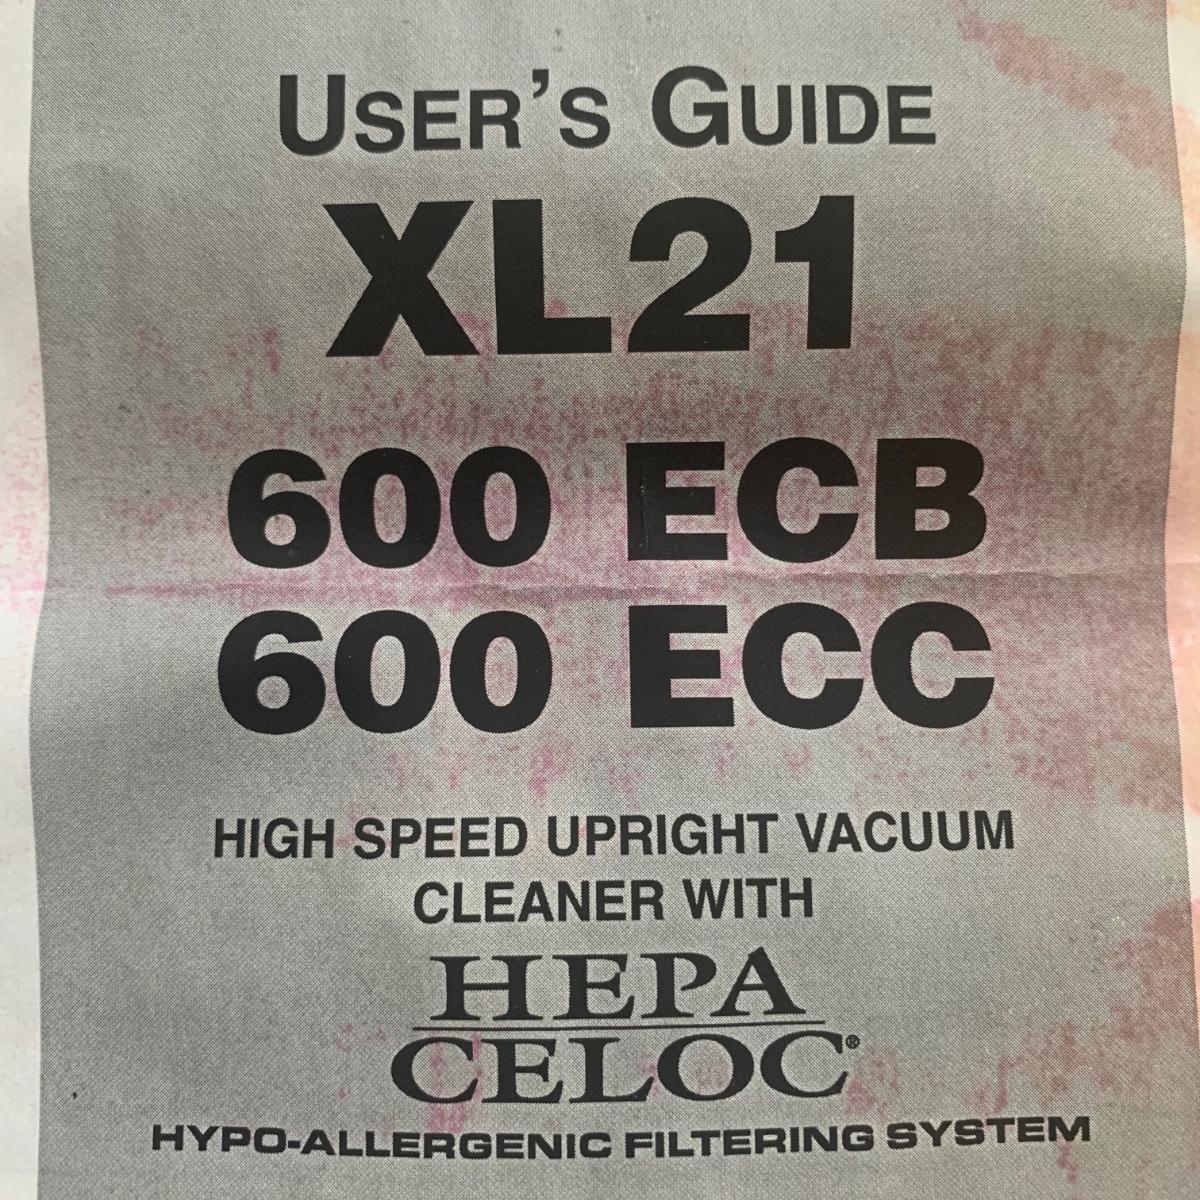 USER'S GUIDE
XL21
600 ECB
600 ECC
HIGH SPEED UPRIGHT VACUUM
CLEANER WITH
HEPA
CELOC®
HYPO-ALLERGENIC FILTERING SYSTEM